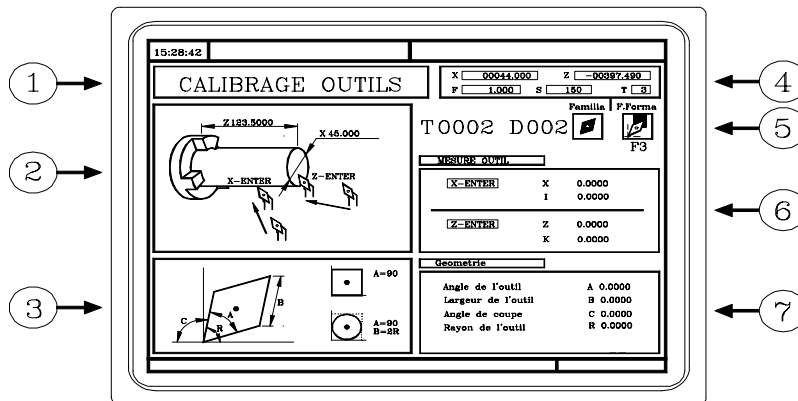 15:28:42
1
CALIBRAGE OUTILS
X 00044.000 Z -00397.490
F 1.000 S 150 T 3
4
T0002 D002
Familia
F.Forma
F3
5
2
Z 123.5000
X 45.000
X-ENTER
Z-ENTER
MESURE OUTIL
X-ENTER X 0.0000
I 0.0000
Z-ENTER Z 0.0000
K 0.0000
6
3
C
A
R
B
A=90
A=90
B=2R
Geometrie
Angle de l'outil A 0.0000
Largeur de l'outil B 0.0000
Angle de coupe C 0.0000
Rayon de l'outil R 0.0000
7